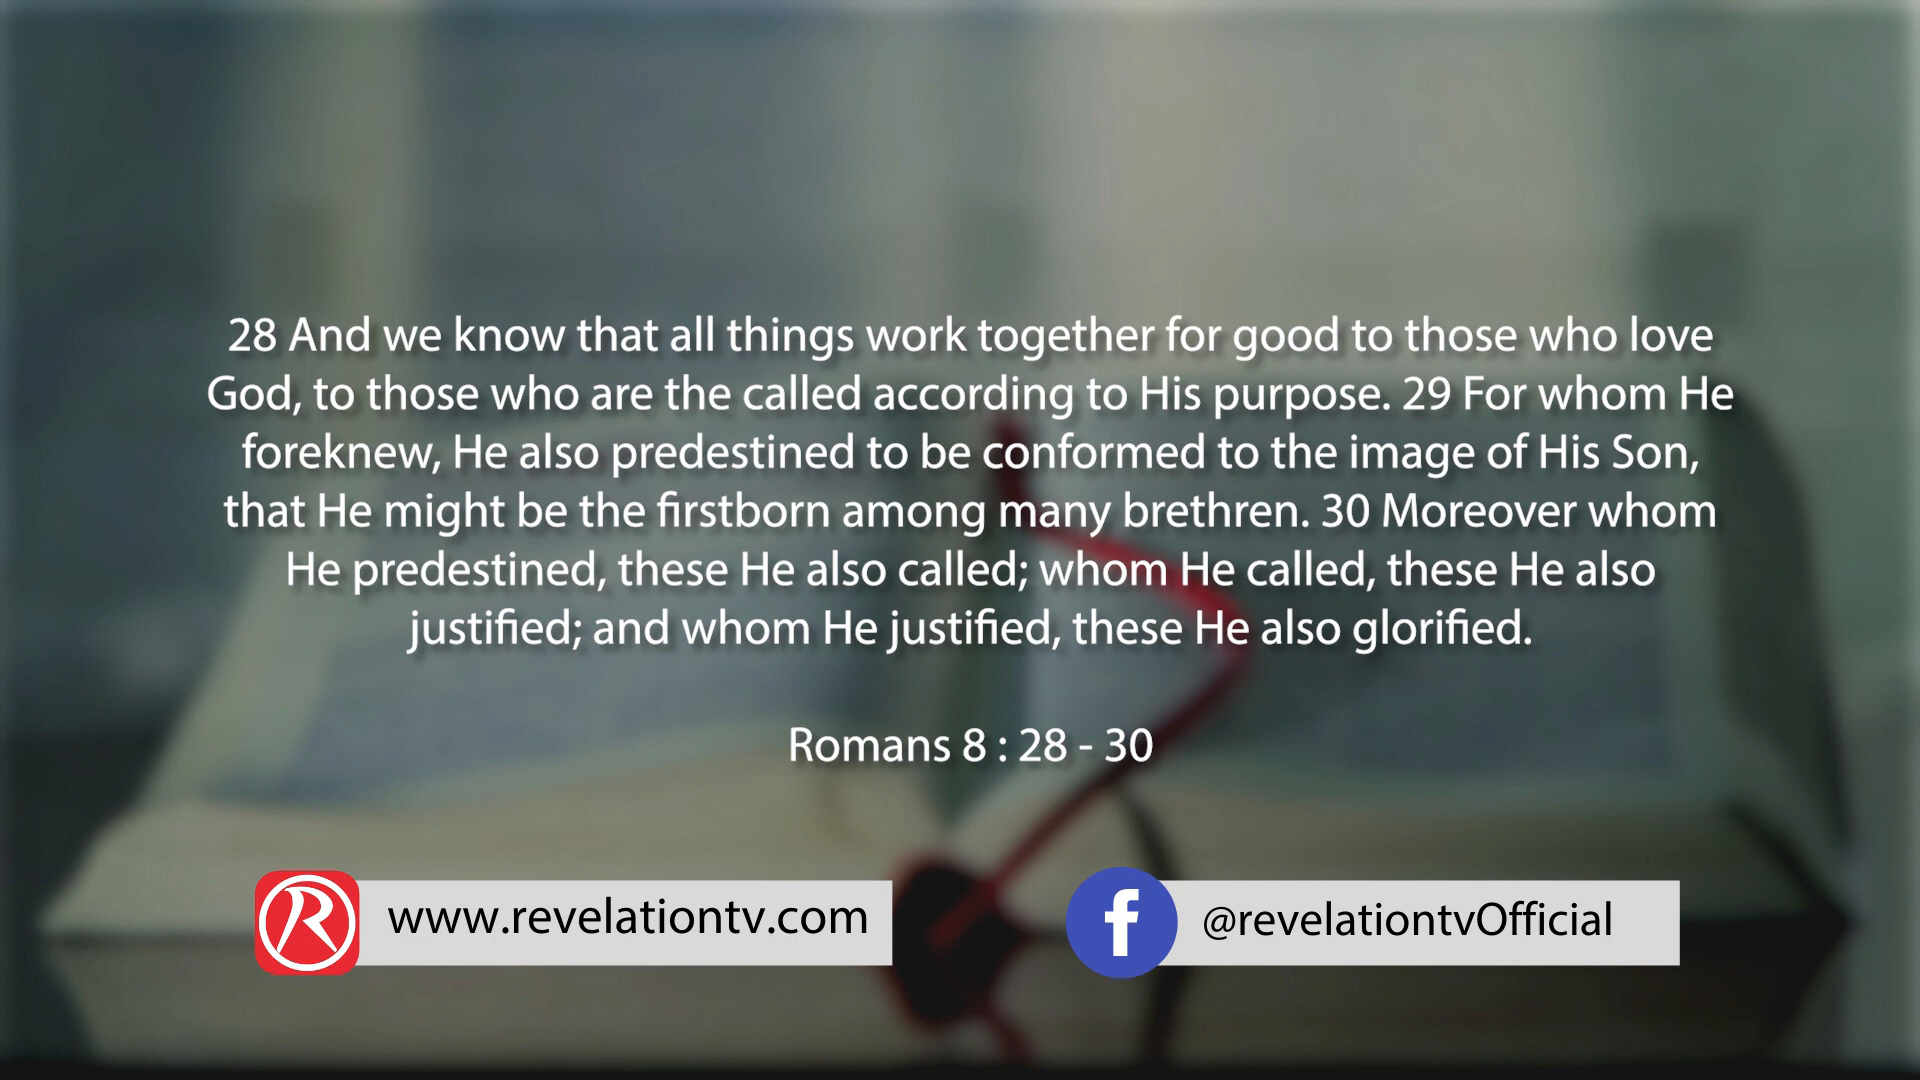 28 And we know that all things work together for good to those who love
God, to those who are the called according to His purpose. 29 For whom He
foreknew, He also predestined to be conformed to the image of His Son,
that He might be the firstborn among many brethren. 30 Moreover whom
He predestined, these He also called; whom He called, these He also
justified; and whom He justified, these He also glorified.
Romans 8 : 28 - 30
www.revelationtv.com
@revelationtvOfficial